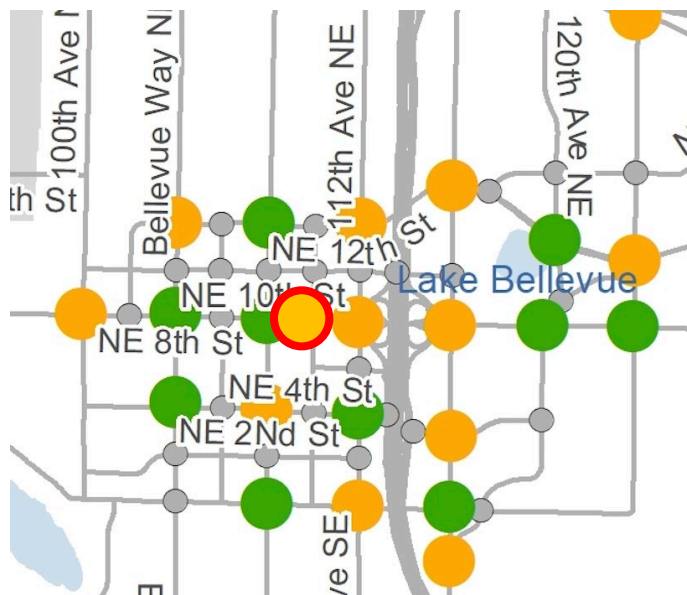 100th Ave N
Bellevue Way NE
112th Ave NE
120th Ave NE
th St
NE 12th St
Lake Bellevue
NE 10th St
NE 8th St
NE 4th St
NE 2Nd St
ve SE